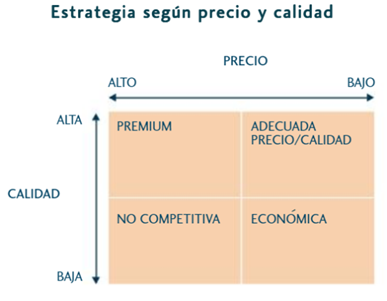 Estrategia según precio y calidad
PRECIO
ALTO
BAJO
ALTA
PREMIUM
ADECUADA
PRECIO/CALIDAD
CALIDAD
NO COMPETITIVA
ECONÓMICA
BAJA